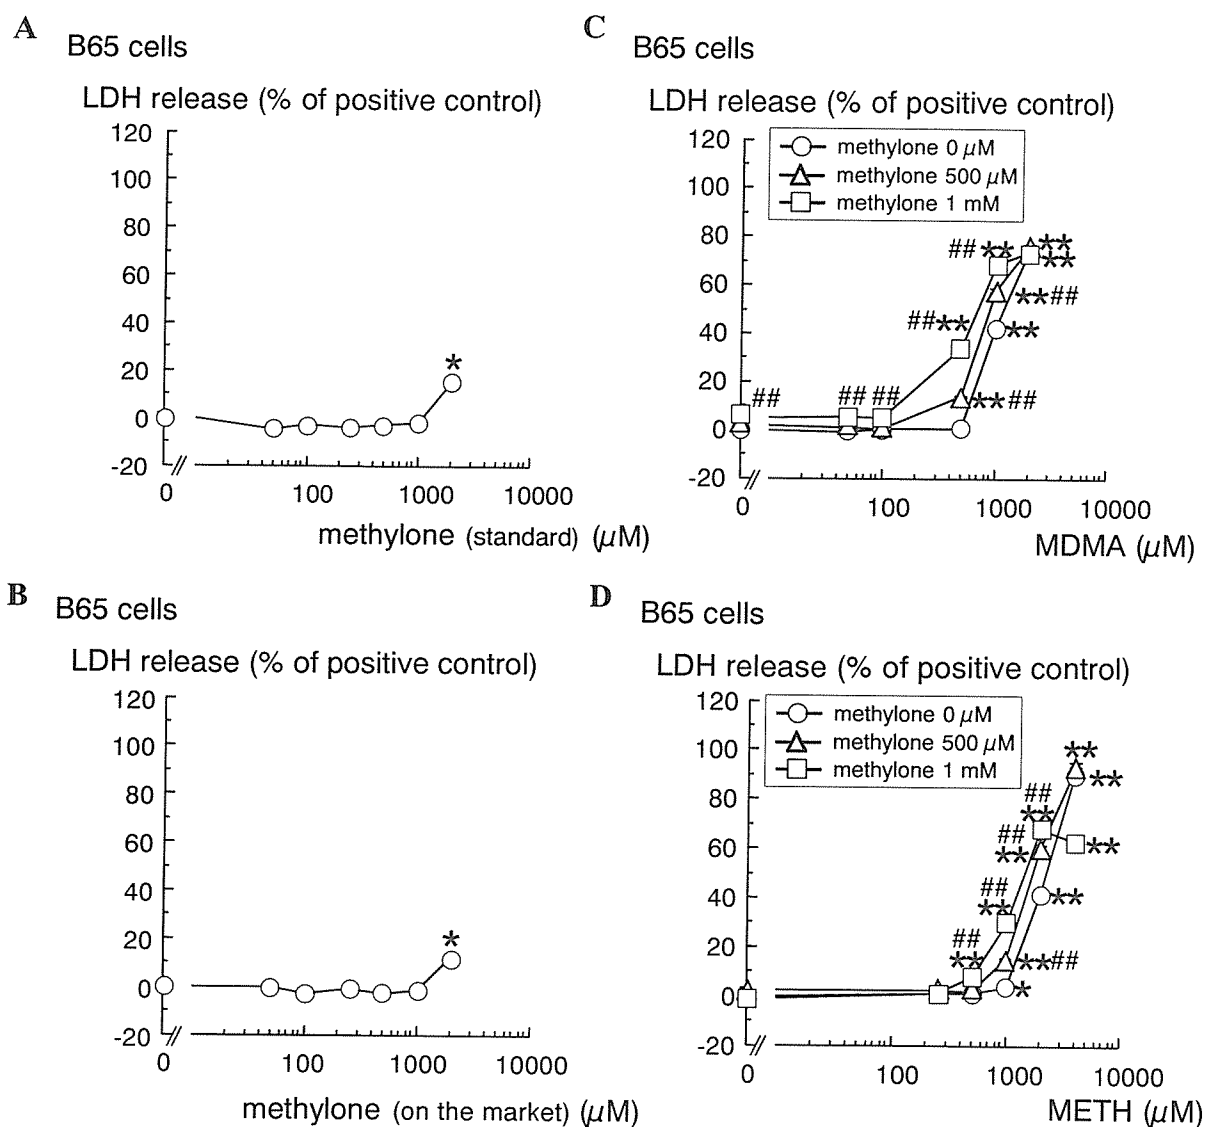 A
B65 cells
LDH release (% of positive control)
120
100
80
60
40
20
0
-20
*
0 100 1000 10000
methylone (standard) (μM)
B
B65 cells
LDH release (% of positive control)
120
100
80
60
40
20
0
-20
*
0 100 1000 10000
methylone (on the market) (μM)
C
B65 cells
LDH release (% of positive control)
120
100
80
60
40
20
0
-20
methylone 0 μM
methylone 500 μM
methylone 1 mM
## **
**
**
**##
##**
**
##
## ##
**##
0 100 1000 10000
MDMA (μM)
D
B65 cells
LDH release (% of positive control)
120
100
80
60
40
20
0
-20
methylone 0 μM
methylone 500 μM
methylone 1 mM
**
**
##
**
##
**
**
##
**
**
##
**
**##
*
0 100 1000 10000
METH (μM)